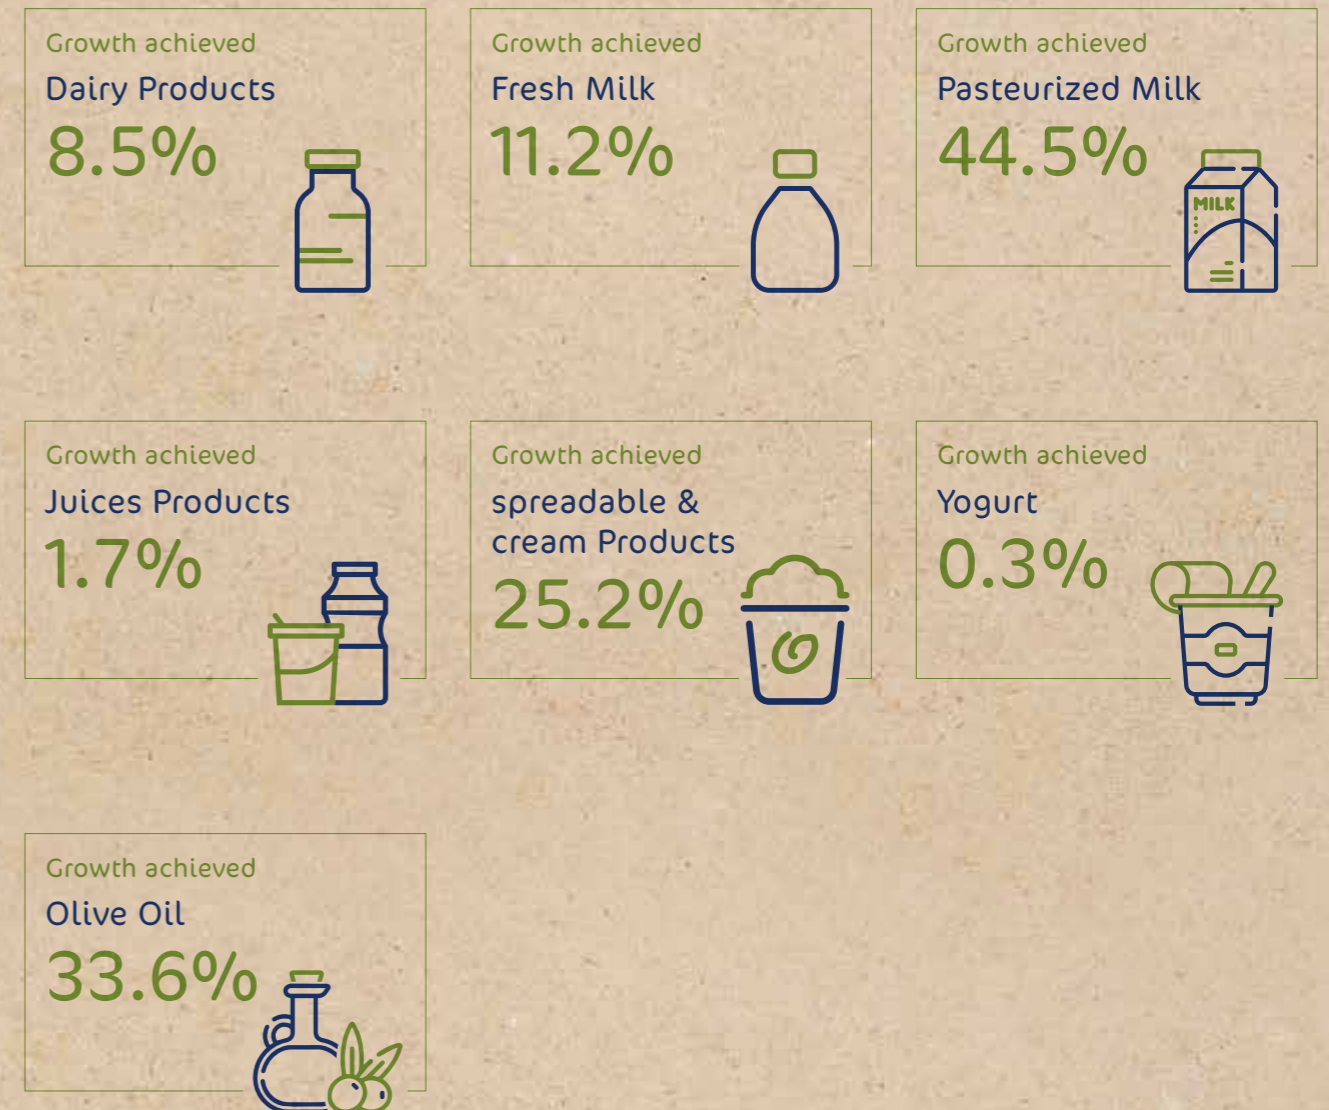 Growth achieved
Dairy Products
8.5%
Growth achieved
Fresh Milk
11.2%
Growth achieved
Pasteurized Milk
44.5%
MILK
Growth achieved
Juices Products
1.7%
Growth achieved
spreadable &
cream Products
25.2%
Growth achieved
Yogurt
0.3%
Growth achieved
Olive Oil
33.6%